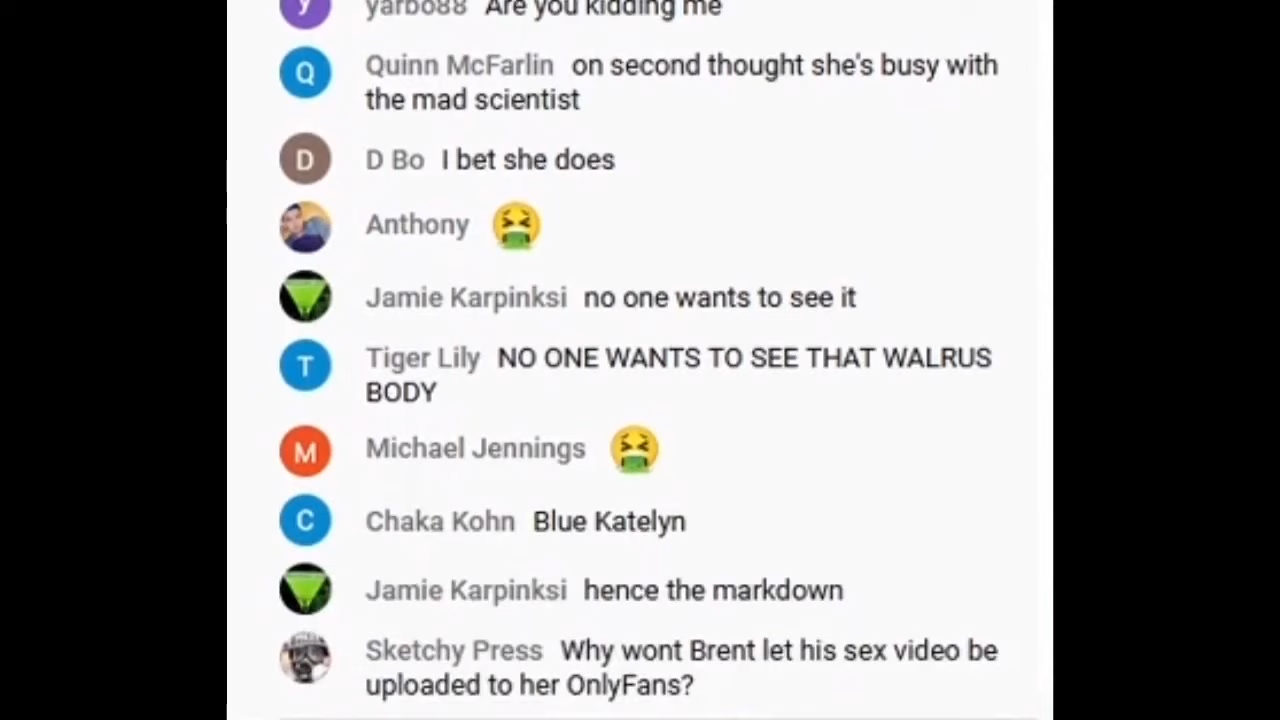 y
yarbo88 Are you kidding me
Q
Quinn McFarlin on second thought she's busy with
the mad scientist
D
D Bo I bet she does
Anthony 🤮
Jamie Karpinksi no one wants to see it
T
Tiger Lily NO ONE WANTS TO SEE THAT WALRUS
BODY
M
Michael Jennings 🤮
C
Chaka Kohn Blue Katelyn
Jamie Karpinksi hence the markdown
Sketchy Press Why wont Brent let his sex video be
uploaded to her OnlyFans?